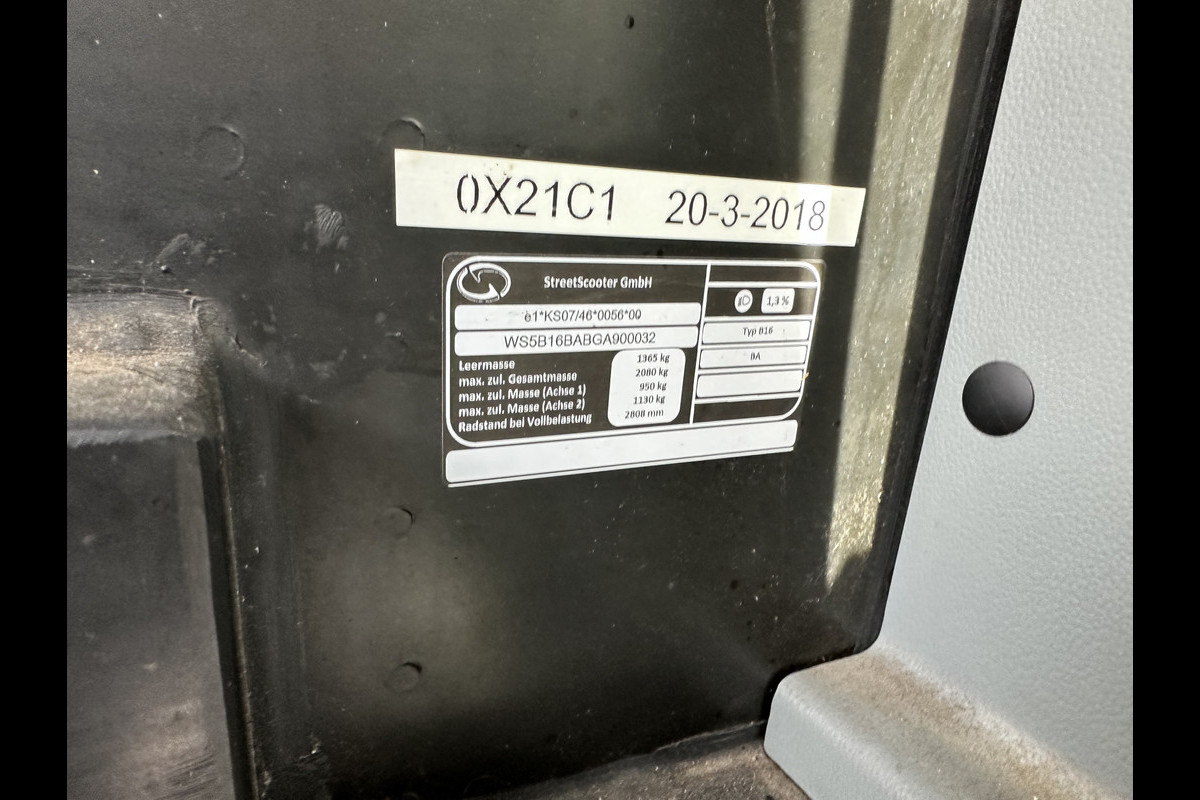 0X21C1 20-3-2018
StreetScooter GmbH
e1*KS07/46*0056*00
WS5B16BABGA900032
Leermasse 1365 kg
max. zul. Gesamtmasse 2080 kg
max. zul. Masse (Achse 1) 950 kg
max. zul. Masse (Achse 2) 1130 kg
Radstand bei Vollbelastung 2808 mm
1,3 %
Typ B16
BA